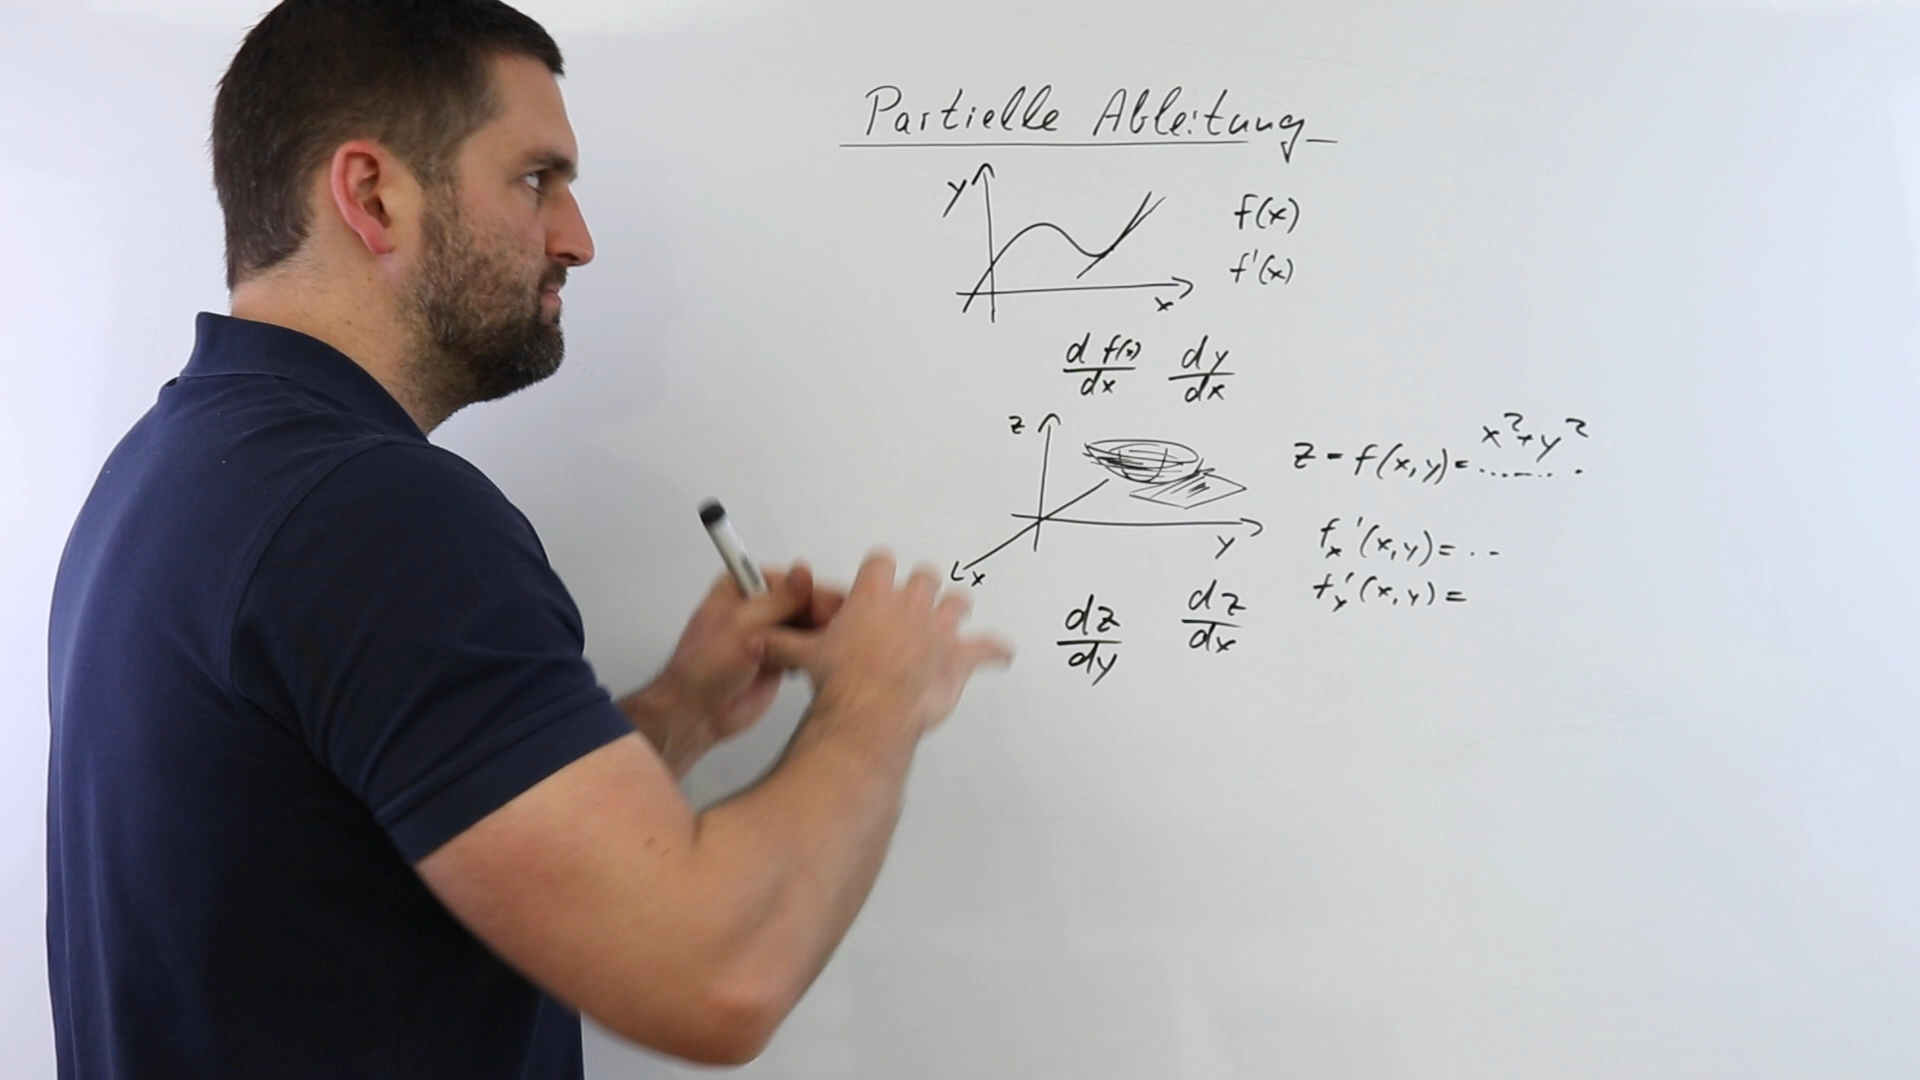 Partielle Ableitung
y
f(x)
f'(x)
x
d f(x) / dx   dy / dx
z
x² + y²
z = f(x,y) = .......
y
fx'(x,y) = ...
x
fy'(x,y) =
dz / dy   dz / dx